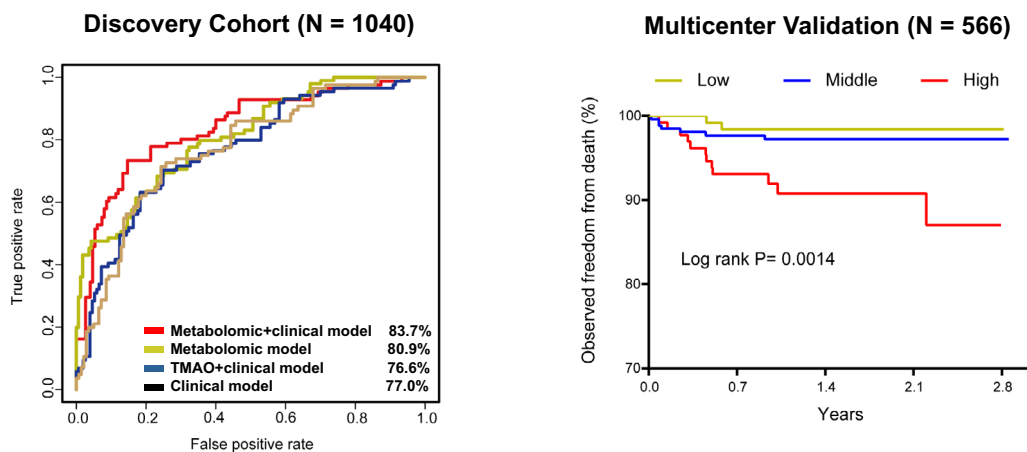 Discovery Cohort (N = 1040)
True positive rate
1.0
0.8
0.6
0.4
0.2
0.0
Metabolomic+clinical model 83.7%
Metabolomic model 80.9%
TMAO+clinical model 76.6%
Clinical model 77.0%
0.0 0.2 0.4 0.6 0.8 1.0
False positive rate
Multicenter Validation (N = 566)
Low Middle High
Observed freedom from death (%)
100
90
80
70
Log rank P= 0.0014
0.0 0.7 1.4 2.1 2.8
Years